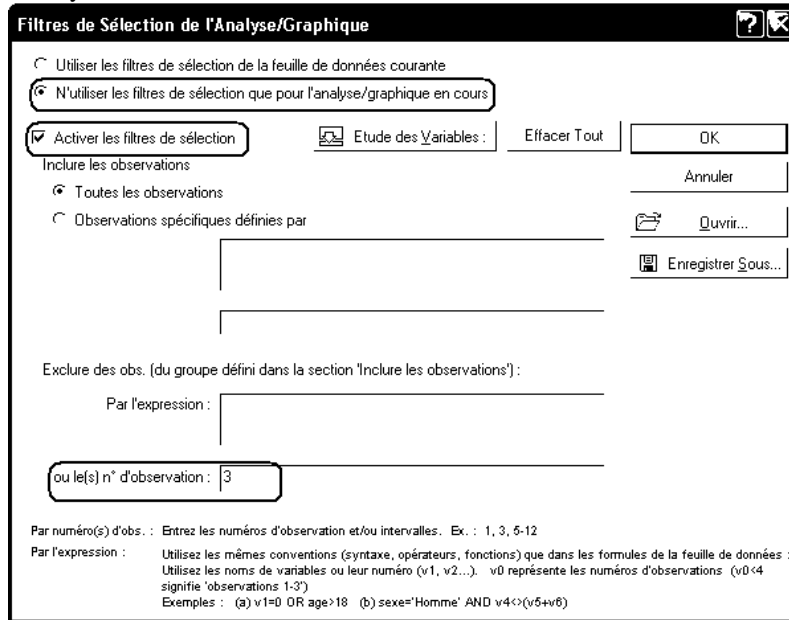 Filtres de Sélection de l'Analyse/Graphique
Utiliser les filtres de sélection de la feuille de données courante
N'utiliser les filtres de sélection que pour l'analyse/graphique en cours
Activer les filtres de sélection
Etude des Variables :
Effacer Tout
OK
Inclure les observations
Annuler
Toutes les observations
Observations spécifiques définies par
Ouvrir...
Enregistrer Sous...
Exclure des obs. (du groupe défini dans la section 'Inclure les observations') :
Par l'expression :
ou le(s) n° d'observation : 3
Par numéro(s) d'obs. : Entrez les numéros d'observation et/ou intervalles. Ex. : 1, 3, 5-12
Par l'expression : Utilisez les mêmes conventions (syntaxe, opérateurs, fonctions) que dans les formules de la feuille de données :
Utilisez les noms de variables ou leur numéro (v1, v2...). v0 représente les numéros d'observations (v0<4
signifie 'observations 1-3')
Exemples : (a) v1=0 OR age>18 (b) sexe='Homme' AND v4<>(v5+v6)